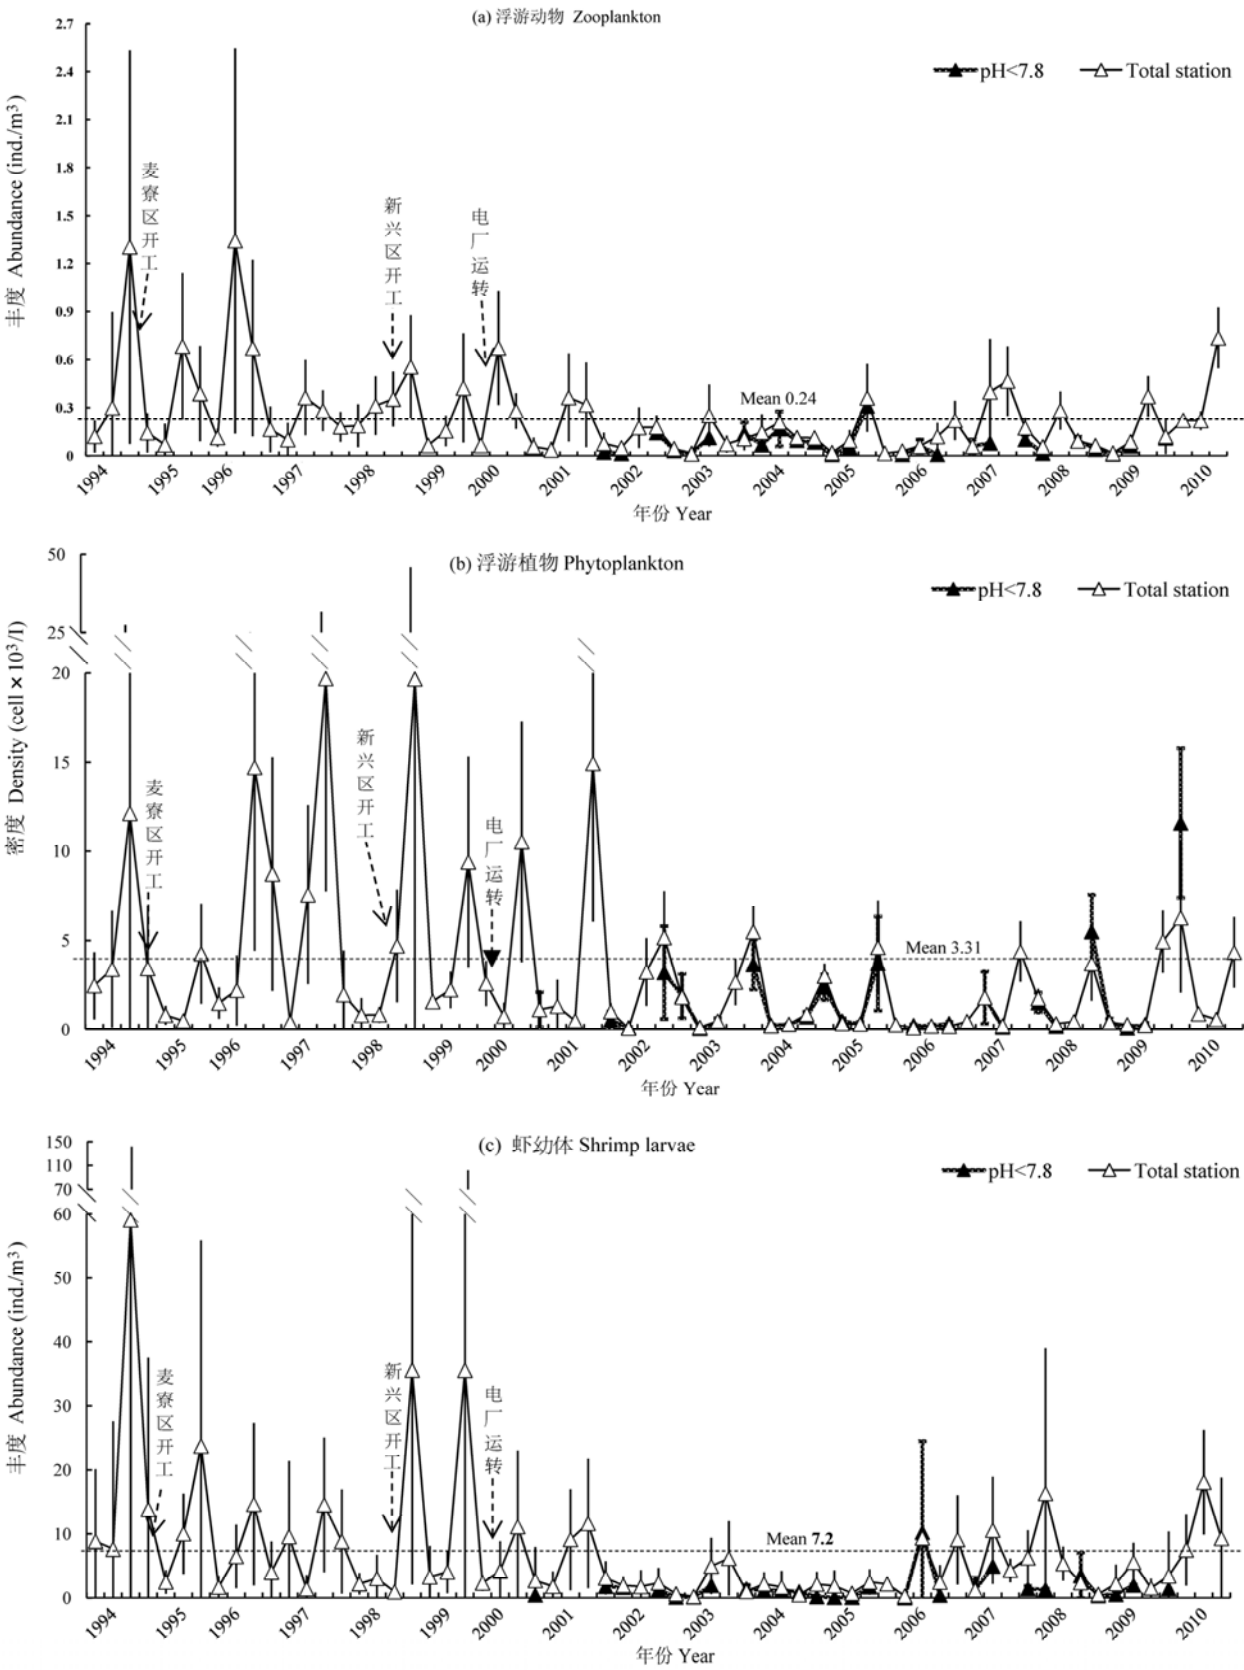 (a) 浮游动物 Zooplankton
2.7
2.4
2.1
1.8
1.5
1.2
0.9
0.6
0.3
0
丰度 Abundance (ind./m³)
pH<7.8
Total station
麦寮区开工
新兴区开工
电厂运转
Mean 0.24
1994 1995 1996 1997 1998 1999 2000 2001 2002 2003 2004 2005 2006 2007 2008 2009 2010
年份 Year
(b) 浮游植物 Phytoplankton
50
25
20
15
10
5
0
密度 Density (cell × 10³/l)
pH<7.8
Total station
麦寮区开工
新兴区开工
电厂运转
Mean 3.31
1994 1995 1996 1997 1998 1999 2000 2001 2002 2003 2004 2005 2006 2007 2008 2009 2010
年份 Year
(c) 虾幼体 Shrimp larvae
150
110
70
60
50
40
30
20
10
0
丰度 Abundance (ind./m³)
pH<7.8
Total station
麦寮区开工
新兴区开工
电厂运转
Mean 7.2
1994 1995 1996 1997 1998 1999 2000 2001 2002 2003 2004 2005 2006 2007 2008 2009 2010
年份 Year